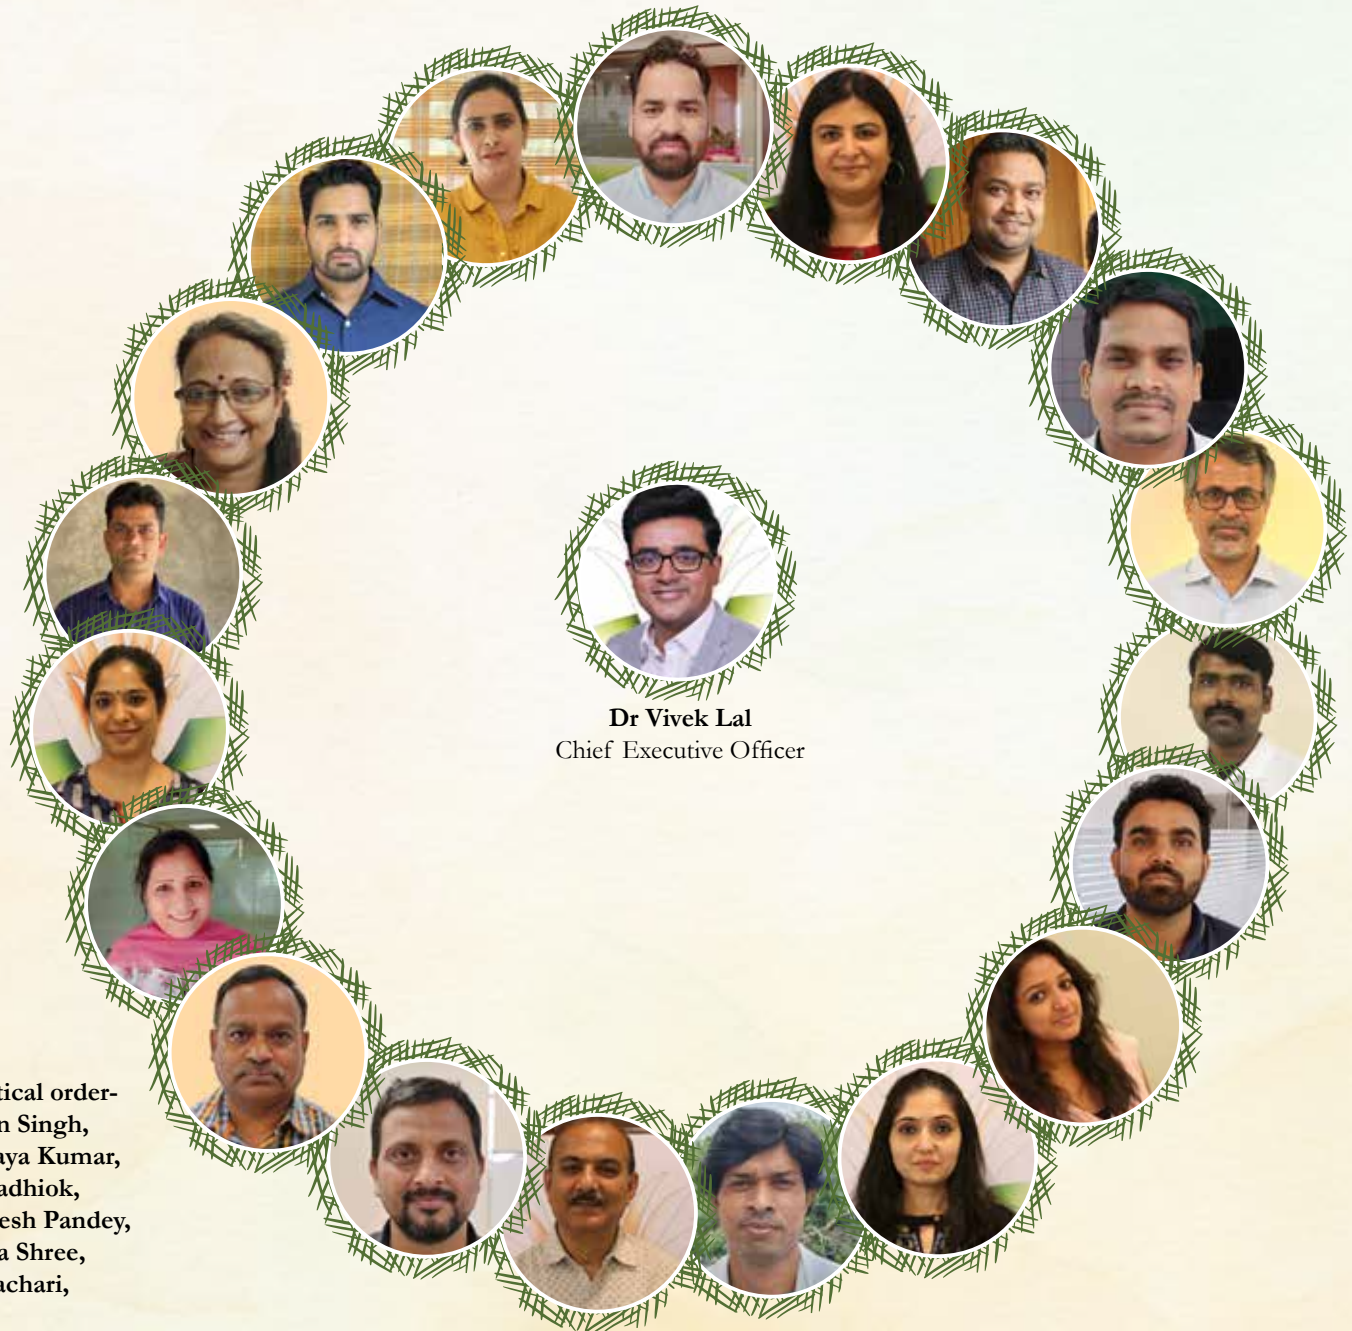 Dr Vivek Lal
Chief Executive Officer
tical order-
n Singh,
aya Kumar,
adhiok,
esh Pandey,
a Shree,
achari,